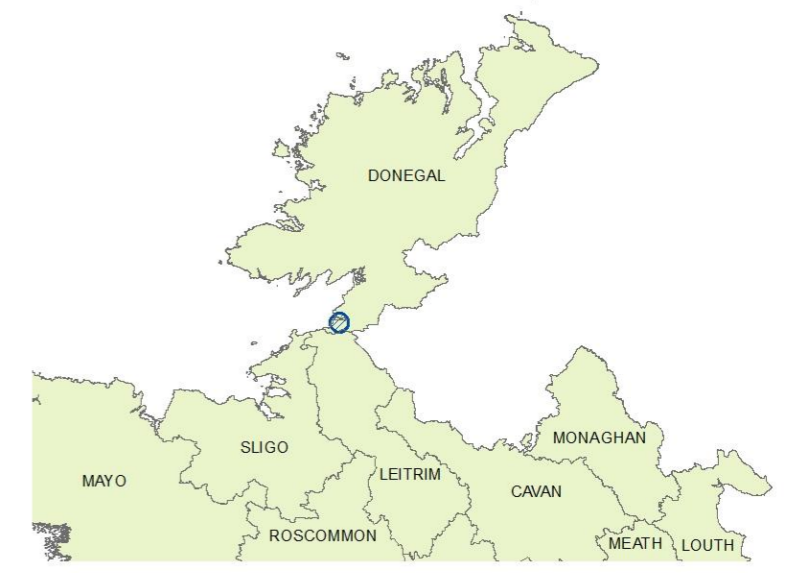 DONEGAL
MONAGHAN
SLIGO
LEITRIM
MAYO
CAVAN
ROSCOMMON
MEATH
LOUTH